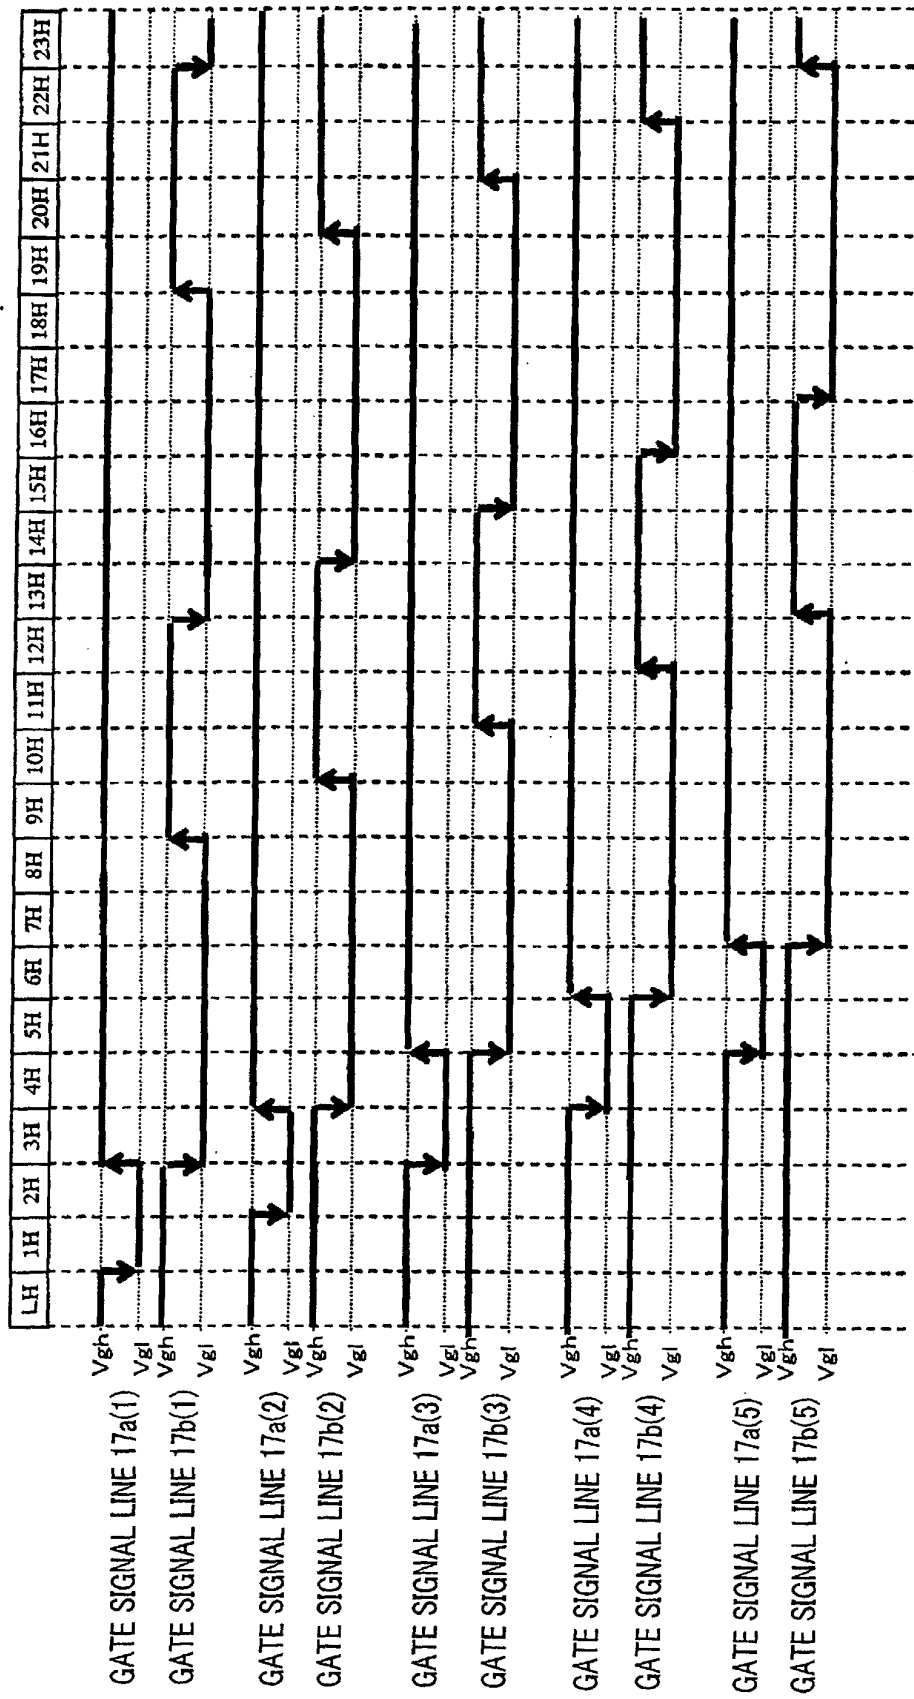 LH 1H 2H 3H 4H 5H 6H 7H 8H 9H 10H 11H 12H 13H 14H 15H 16H 17H 18H 19H 20H 21H 22H 23H
Vgh
GATE SIGNAL LINE 17a(1)
Vgl
Vgh
GATE SIGNAL LINE 17b(1)
Vgl
Vgh
GATE SIGNAL LINE 17a(2)
Vgl
Vgh
GATE SIGNAL LINE 17b(2)
Vgl
Vgh
GATE SIGNAL LINE 17a(3)
Vgl
Vgh
GATE SIGNAL LINE 17b(3)
Vgl
Vgh
GATE SIGNAL LINE 17a(4)
Vgl
Vgh
GATE SIGNAL LINE 17b(4)
Vgl
Vgh
GATE SIGNAL LINE 17a(5)
Vgl
Vgh
GATE SIGNAL LINE 17b(5)
Vgl